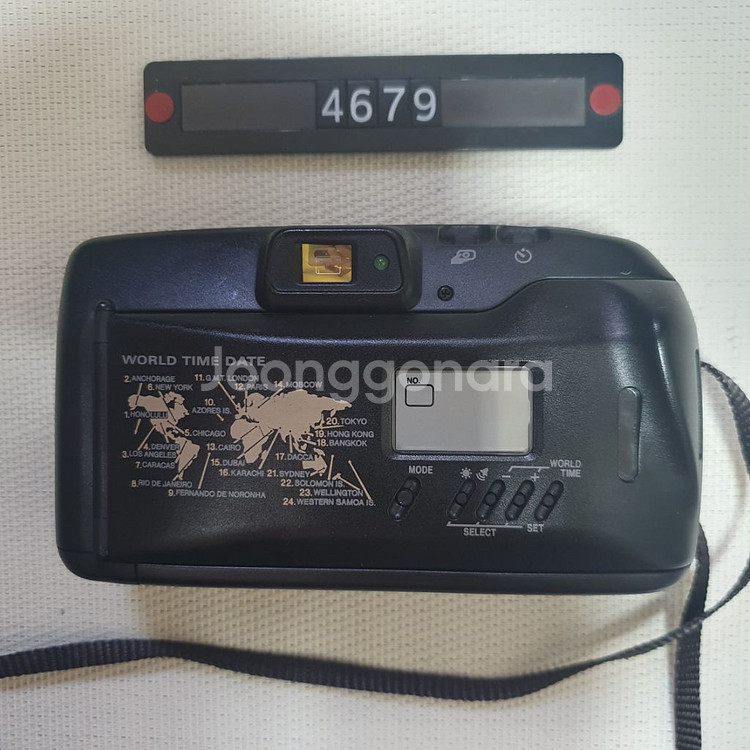 4679
Joonggonara
WORLD TIME DATE
2.ANCHORAGE
11.G.M.T. LONDON
6.NEW YORK
12.PARIS
14.MOSCOW
10.
AZORES IS.
1.HONOLULU
5.CHICAGO
20.TOKYO
19.HONG KONG
18.BANGKOK
4.DENVER
13.CAIRO
3.LOS ANGELES
17.DACCA
7.CARACAS
15.DUBAI
16.KARACHI
21.SYDNEY
8.RIO DE JANEIRO
22.SOLOMON IS.
9.FERNANDO DE NORONHA
23.WELLINGTON
24.WESTERN SAMOA IS.
NO.
MODE
WORLD
TIME
− +
SELECT
SET